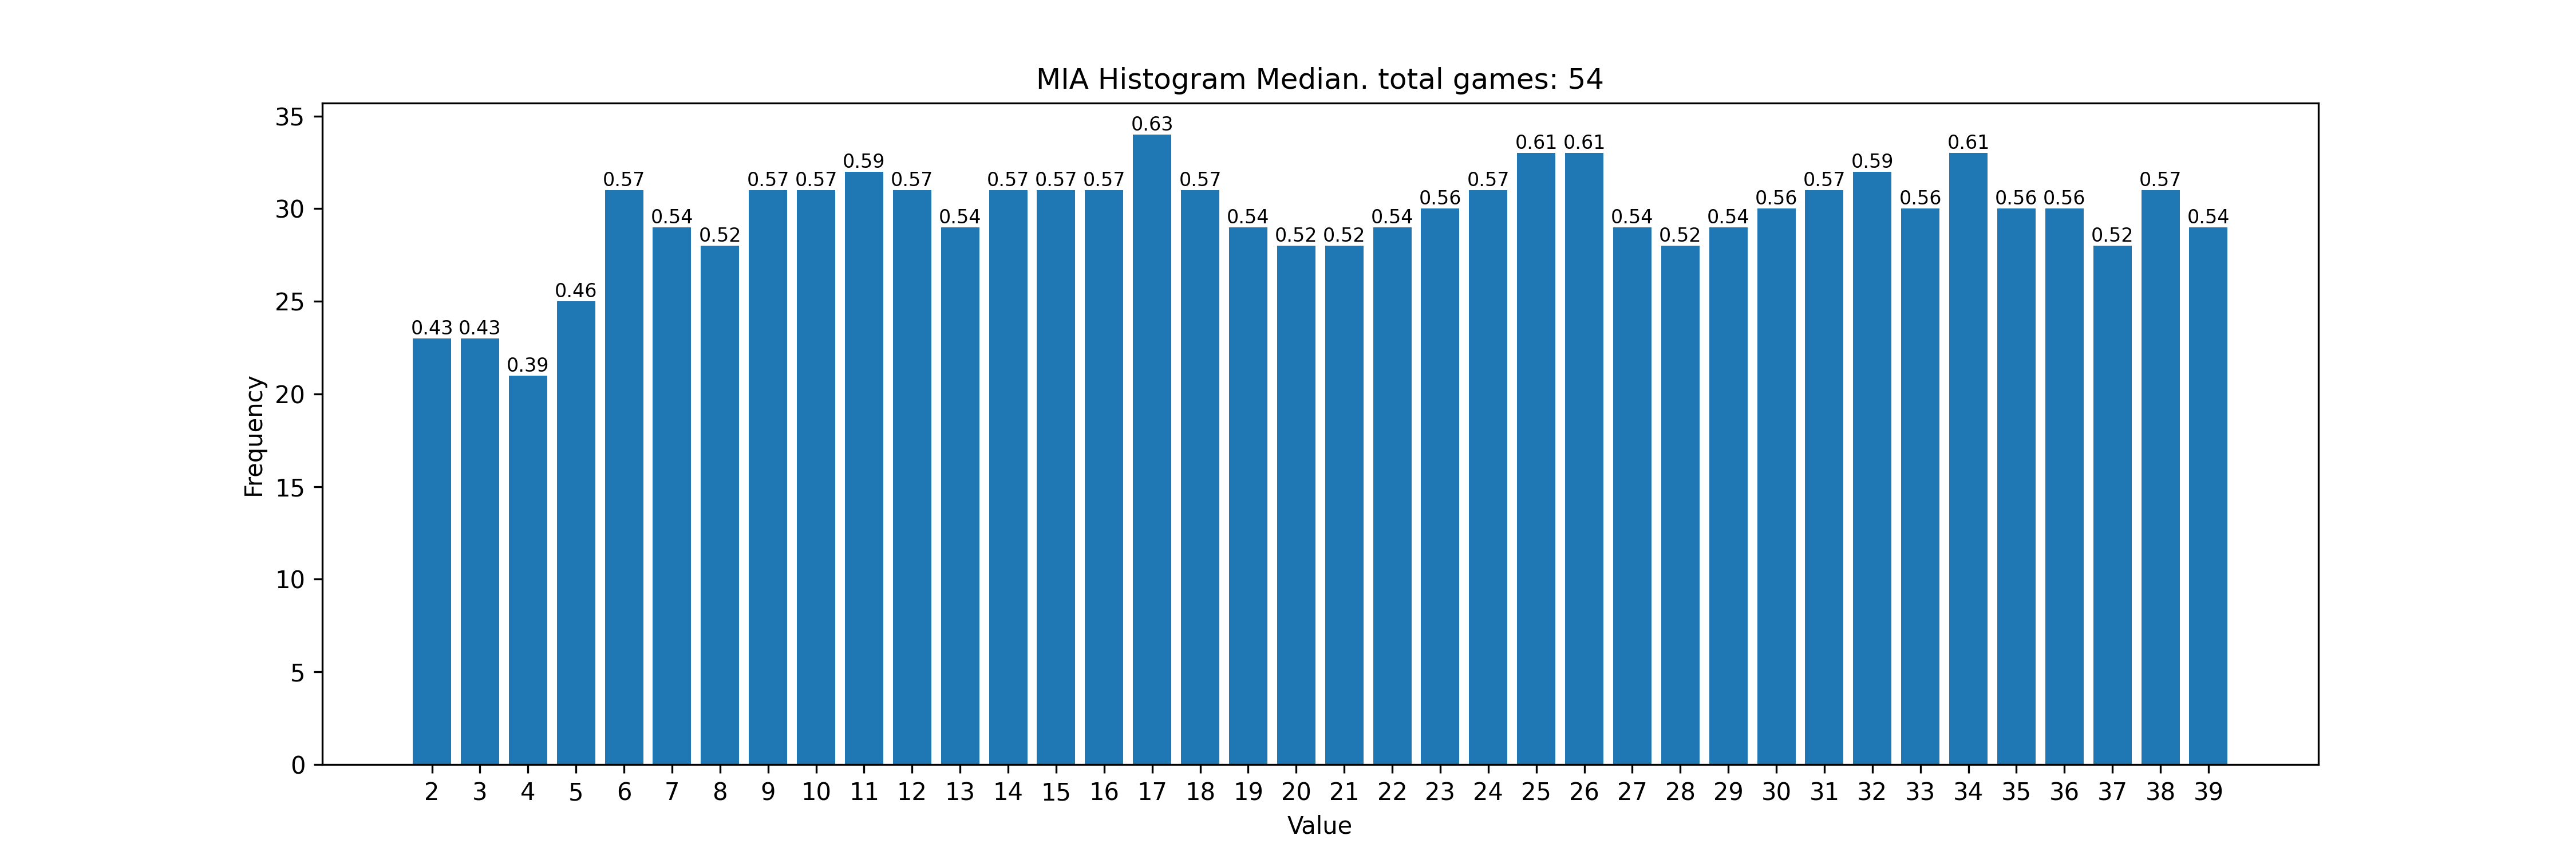 MIA Histogram Median. total games: 54
Frequency
35
30
25
20
15
10
5
0
0.43 0.43 0.39 0.46 0.57 0.54 0.52 0.57 0.57 0.59 0.57 0.54 0.57 0.57 0.57 0.63 0.57 0.54 0.52 0.52 0.54 0.56 0.57 0.61 0.61 0.54 0.52 0.54 0.56 0.57 0.59 0.56 0.61 0.56 0.56 0.52 0.57 0.54
2 3 4 5 6 7 8 9 10 11 12 13 14 15 16 17 18 19 20 21 22 23 24 25 26 27 28 29 30 31 32 33 34 35 36 37 38 39
Value